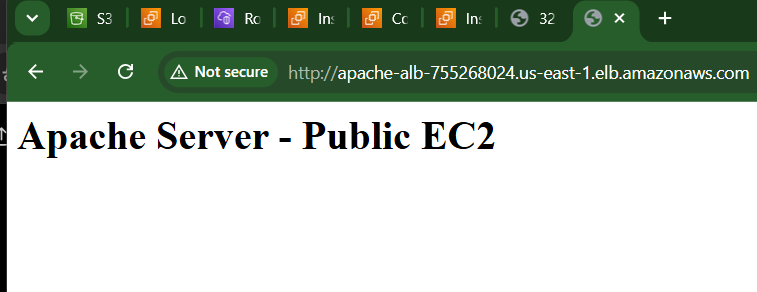 S3 Lo Ro Ins Co Ins 32
Not secure http://apache-alb-755268024.us-east-1.elb.amazonaws.com
Apache Server - Public EC2